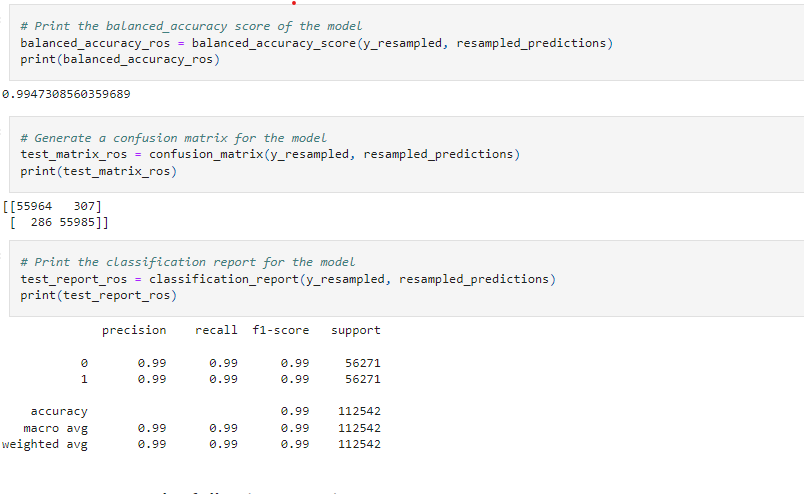 # Print the balanced_accuracy score of the model
balanced_accuracy_ros = balanced_accuracy_score(y_resampled, resampled_predictions)
print(balanced_accuracy_ros)
0.9947308560359689
# Generate a confusion matrix for the model
test_matrix_ros = confusion_matrix(y_resampled, resampled_predictions)
print(test_matrix_ros)
[[55964   307]
 [  286 55985]]
# Print the classification report for the model
test_report_ros = classification_report(y_resampled, resampled_predictions)
print(test_report_ros)
              precision    recall  f1-score   support
           0       0.99      0.99      0.99     56271
           1       0.99      0.99      0.99     56271
    accuracy                           0.99    112542
   macro avg       0.99      0.99      0.99    112542
weighted avg       0.99      0.99      0.99    112542